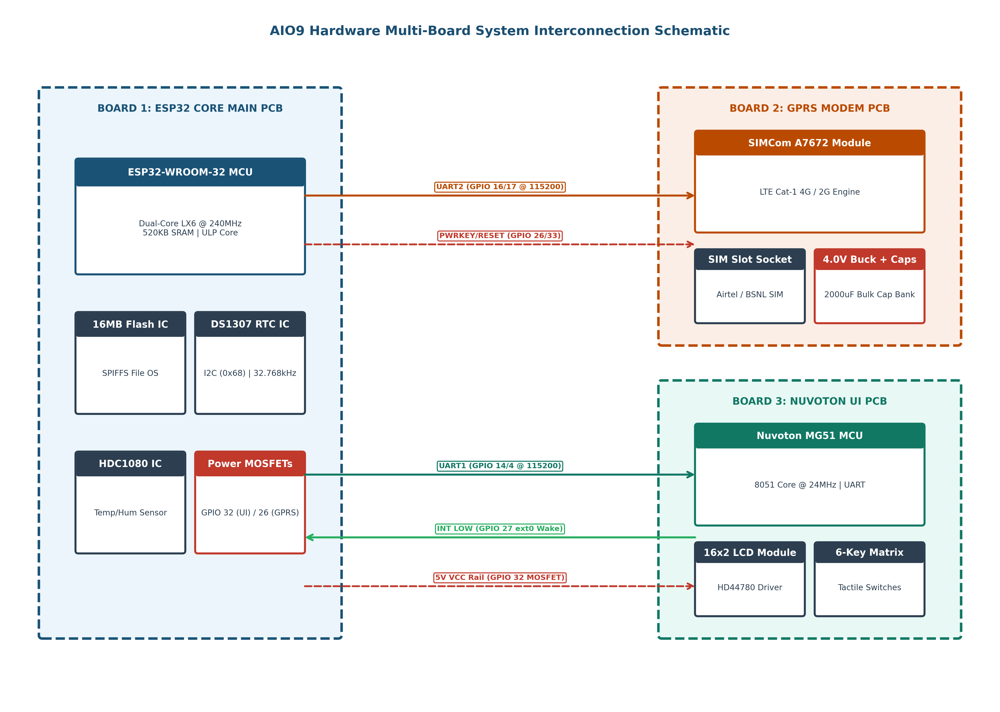 AIO9 Hardware Multi-Board System Interconnection Schematic
BOARD 1: ESP32 CORE MAIN PCB
ESP32-WROOM-32 MCU
Dual-Core LX6 @ 240MHz
520KB SRAM | ULP Core
16MB Flash IC
SPIFFS File OS
DS1307 RTC IC
I2C (0x68) | 32.768kHz
HDC1080 IC
Temp/Hum Sensor
Power MOSFETs
GPIO 32 (UI) / 26 (GPRS)
UART2 (GPIO 16/17 @ 115200)
PWRKEY/RESET (GPIO 26/33)
UART1 (GPIO 14/4 @ 115200)
INT LOW (GPIO 27 ext0 Wake)
5V VCC Rail (GPIO 32 MOSFET)
BOARD 2: GPRS MODEM PCB
SIMCom A7672 Module
LTE Cat-1 4G / 2G Engine
SIM Slot Socket
Airtel / BSNL SIM
4.0V Buck + Caps
2000uF Bulk Cap Bank
BOARD 3: NUVOTON UI PCB
Nuvoton MG51 MCU
8051 Core @ 24MHz | UART
16x2 LCD Module
HD44780 Driver
6-Key Matrix
Tactile Switches